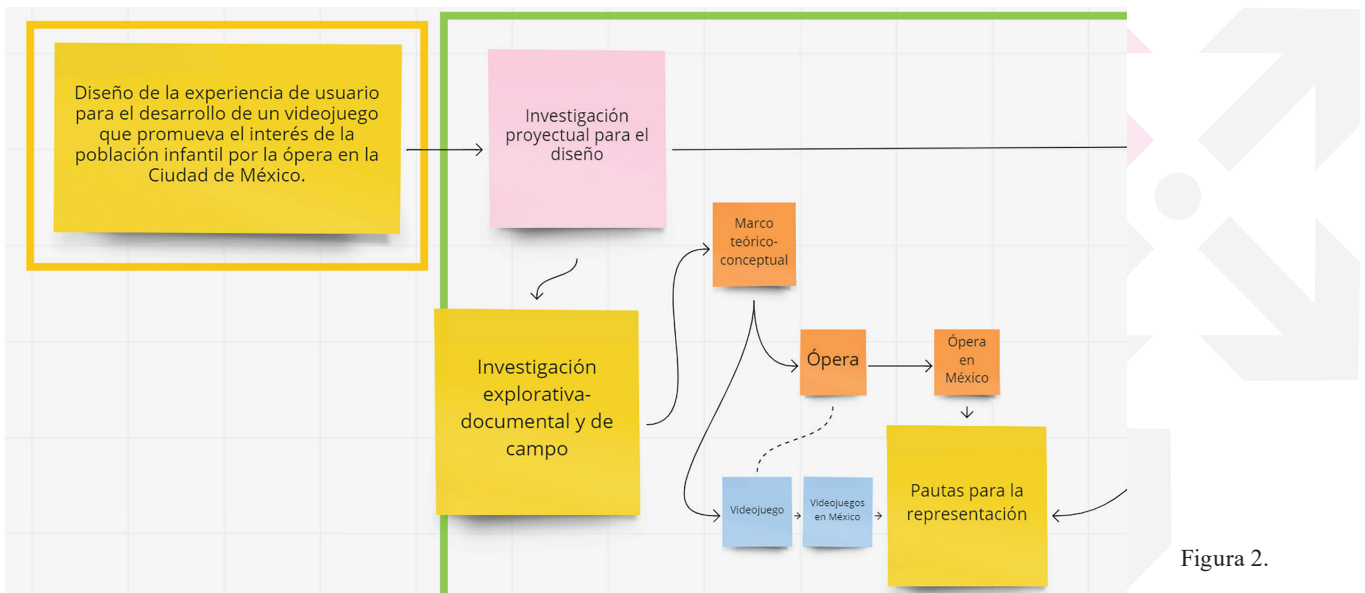 Diseño de la experiencia de usuario
para el desarrollo de un videojuego
que promueva el interés de la
población infantil por la ópera en la
Ciudad de México.
Investigación
proyectual para el
diseño
Marco
teórico-
conceptual
Ópera
Ópera
en
México
Investigación
explorativa-
documental y de
campo
Videojuego
Videojuegos
en México
Pautas para la
representación
Figura 2.